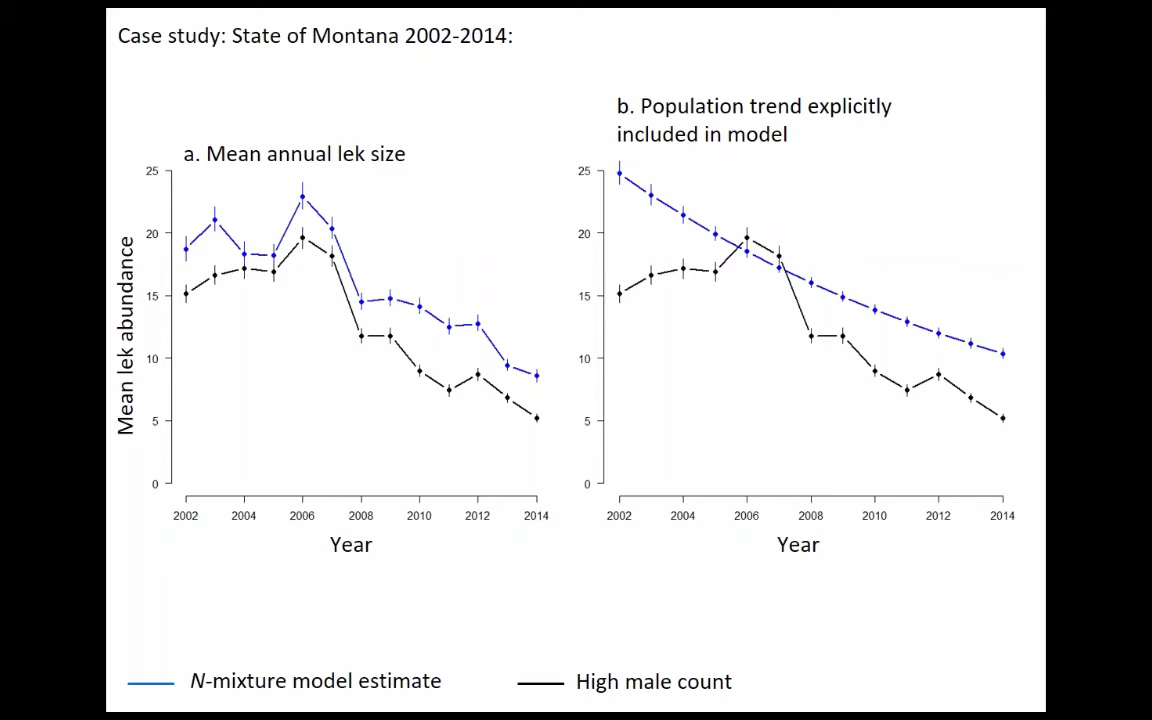 Case study: State of Montana 2002-2014:
a. Mean annual lek size
b. Population trend explicitly
included in model
Mean lek abundance
25
20
15
10
5
0
2002 2004 2006 2008 2010 2012 2014
Year
25
20
15
10
5
0
2002 2004 2006 2008 2010 2012 2014
Year
N-mixture model estimate
High male count